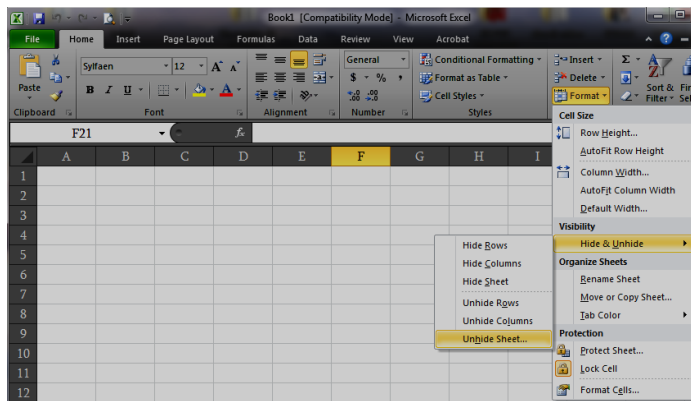 Book1 [Compatibility Mode] - Microsoft Excel
File Home Insert Page Layout Formulas Data Review View Acrobat
Paste
Clipboard
Sylfaen 12 A A
B I U A
Font
Alignment
General
$ % ,
.0 .00 .00 .0
Number
Conditional Formatting
Format as Table
Cell Styles
Styles
Insert
Delete
Format
Σ
A Z
Sort &
Filter
F21 fx
A B C D E F G H I
1
2
3
4
5
6
7
8
9
10
11
12
Cell Size
Row Height...
AutoFit Row Height
Column Width...
AutoFit Column Width
Default Width...
Visibility
Hide & Unhide
Organize Sheets
Rename Sheet
Move or Copy Sheet...
Tab Color
Protection
Protect Sheet...
Lock Cell
Format Cells...
Hide Rows
Hide Columns
Hide Sheet
Unhide Rows
Unhide Columns
Unhide Sheet...